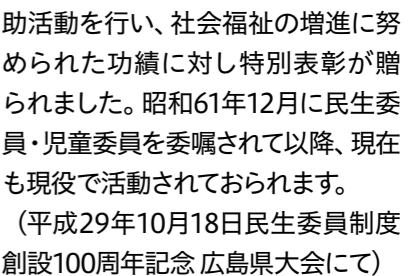 助活動を行い、社会福祉の増進に努
められた功績に対し特別表彰が贈
られました。昭和61年12月に民生委
員・児童委員を委嘱されて以降、現在
も現役で活動されておられます。
（平成29年10月18日民生委員制度
創設100周年記念 広島県大会にて）